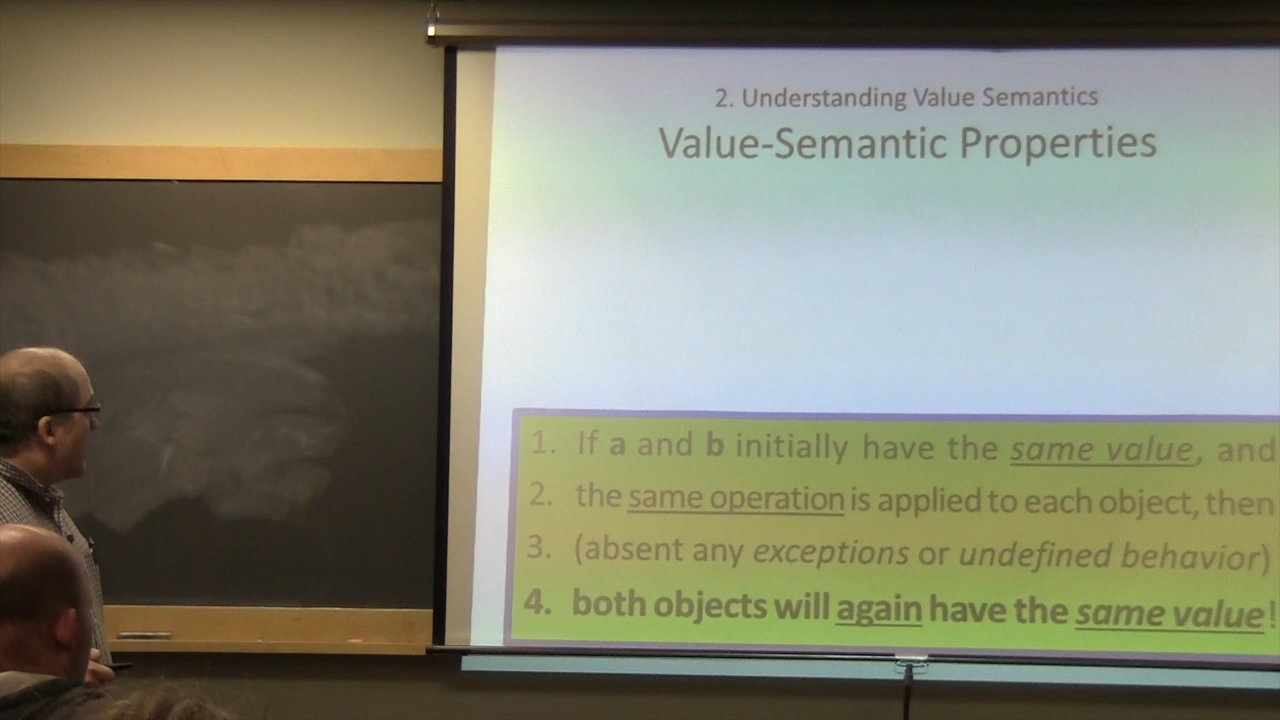 2. Understanding Value Semantics
Value-Semantic Properties
1. If a and b initially have the same value, and
2. the same operation is applied to each object, then
3. (absent any exceptions or undefined behavior)
4. both objects will again have the same value!